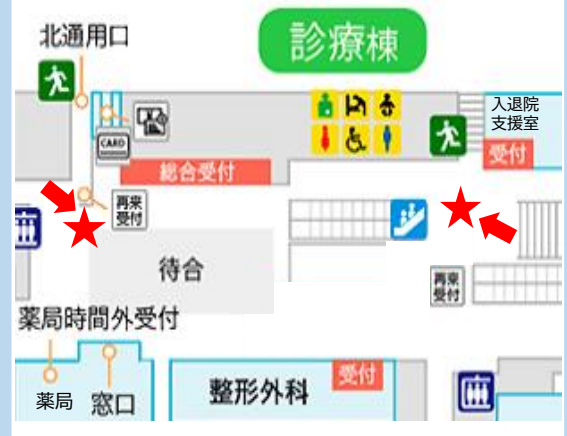 北通用口
診療棟
CARD
総合受付
入退院
支援室
受付
再来
受付
待合
再来
受付
薬局時間外受付
薬局
窓口
整形外科
受付